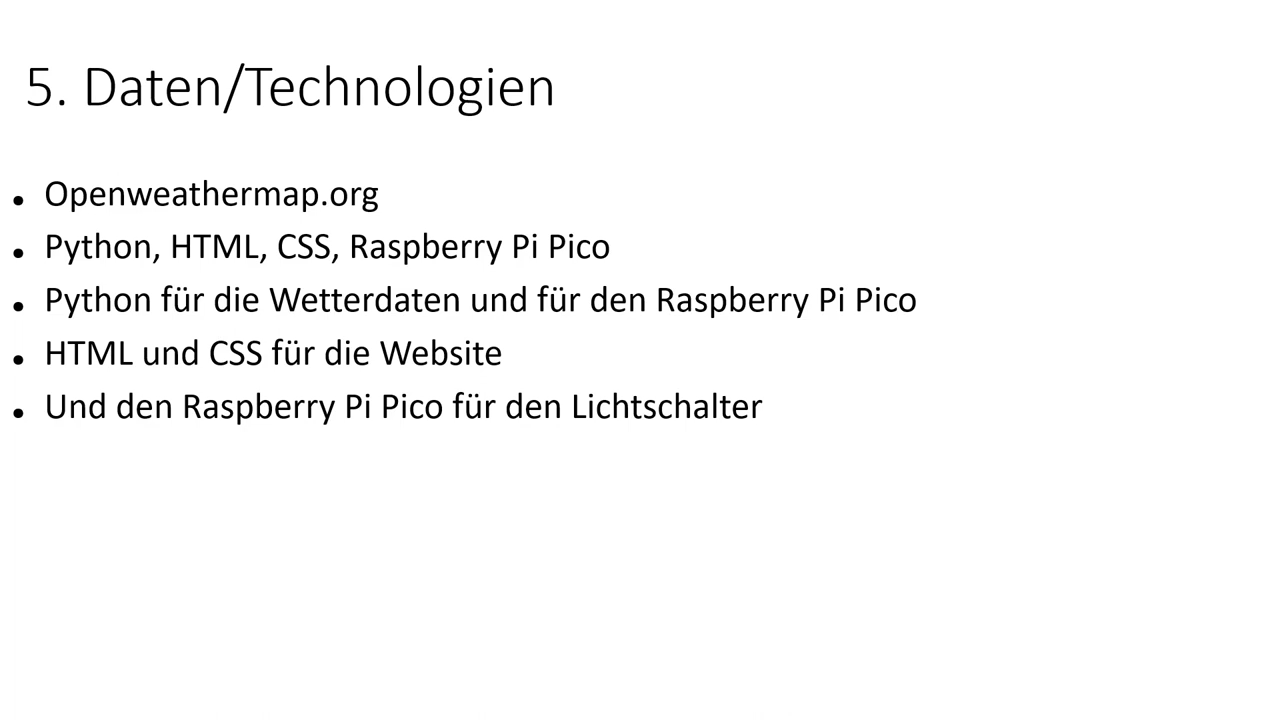 5. Daten/Technologien
• Openweathermap.org
• Python, HTML, CSS, Raspberry Pi Pico
• Python für die Wetterdaten und für den Raspberry Pi Pico
• HTML und CSS für die Website
• Und den Raspberry Pi Pico für den Lichtschalter